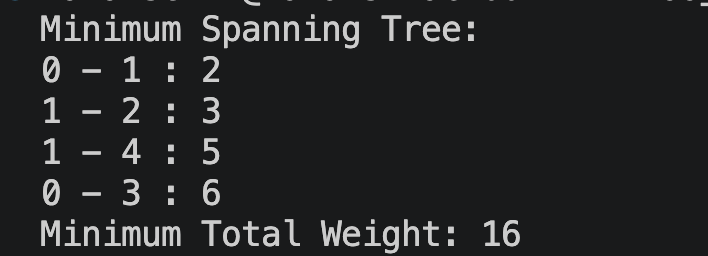 Minimum Spanning Tree:
0 - 1 : 2
1 - 2 : 3
1 - 4 : 5
0 - 3 : 6
Minimum Total Weight: 16